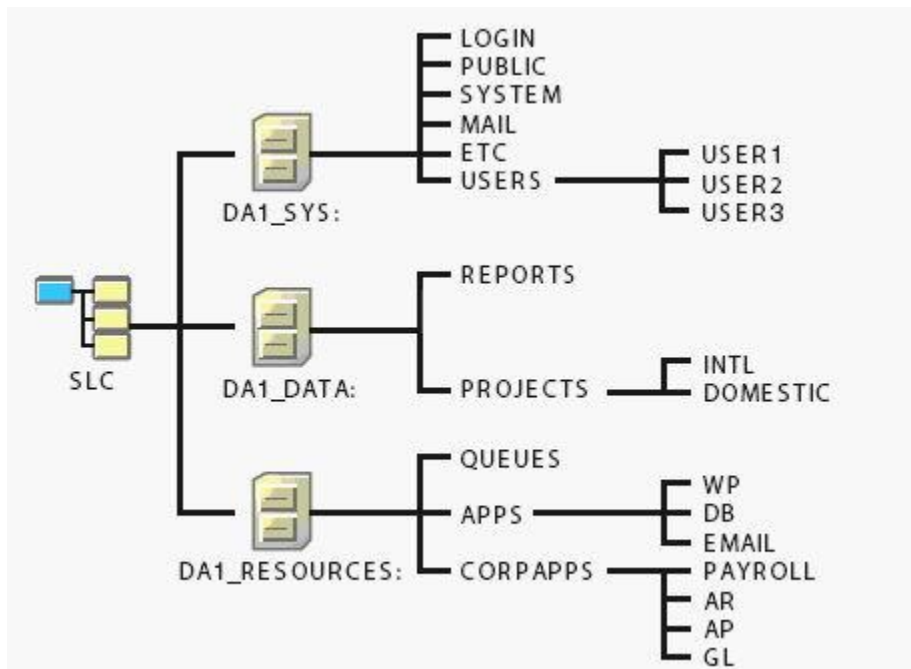 LOGIN
PUBLIC
SYSTEM
MAIL
ETC
USERS
USER1
USER2
USER3
DA1_SYS:
REPORTS
SLC
DA1_DATA:
PROJECTS
INTL
DOMESTIC
QUEUES
APPS
WP
DB
EMAIL
DA1_RESOURCES:
CORPAPPS
PAYROLL
AR
AP
GL